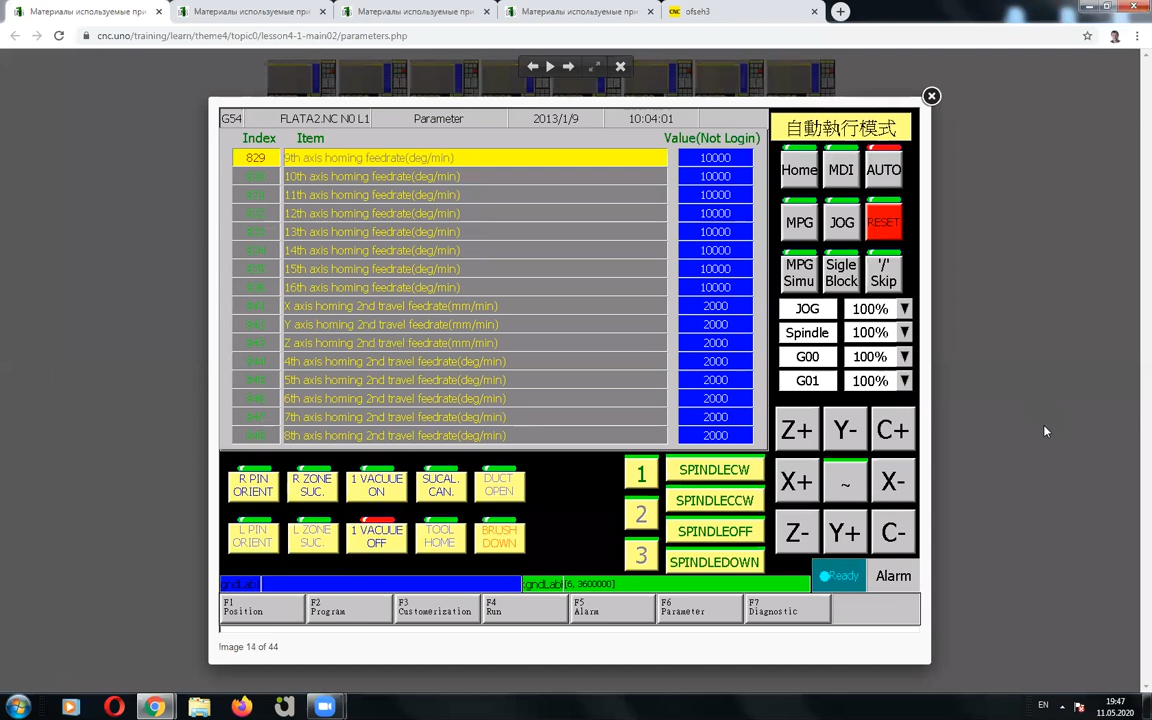 Материалы используемые при
Материалы используемые при
Материалы используемые при
Материалы используемые при
CNC ofseh3
cnc.uno/training/learn/theme4/topic0/lesson4-1-main02/parameters.php
G54 FLATA2.NC N0 L1 Parameter 2013/1/9 10:04:01
自動執行模式
Index Item Value(Not Login)
829 9th axis homing feedrate(deg/min) 10000
10th axis homing feedrate(deg/min) 10000
11th axis homing feedrate(deg/min) 10000
12th axis homing feedrate(deg/min) 10000
13th axis homing feedrate(deg/min) 10000
14th axis homing feedrate(deg/min) 10000
15th axis homing feedrate(deg/min) 10000
16th axis homing feedrate(deg/min) 10000
X axis homing 2nd travel feedrate(mm/min) 2000
Y axis homing 2nd travel feedrate(mm/min) 2000
Z axis homing 2nd travel feedrate(mm/min) 2000
4th axis homing 2nd travel feedrate(deg/min) 2000
5th axis homing 2nd travel feedrate(deg/min) 2000
6th axis homing 2nd travel feedrate(deg/min) 2000
7th axis homing 2nd travel feedrate(deg/min) 2000
8th axis homing 2nd travel feedrate(deg/min) 2000
Home MDI AUTO
MPG JOG RESET
MPG Simu
Sigle Block
'/' Skip
JOG 100%
Spindle 100%
G00 100%
G01 100%
Z+ Y- C+
X+ ~ X-
Z- Y+ C-
R PIN ORIENT
R ZONE SUC.
1 VACUUE ON
SUCAL. CAN.
DUCT OPEN
L PIN ORIENT
L ZONE SUC.
1 VACUUE OFF
TOOL HOME
BRUSH DOWN
1 SPINDLECW
2 SPINDLECCW
SPINDLEOFF
3 SPINDLEDOWN
Ready Alarm
[6, 3600000]
F1 Position
F2 Program
F3 Customerization
F4 Run
F5 Alarm
F6 Parameter
F7 Diagnostic
Image 14 of 44
EN
19:47
11.05.2020